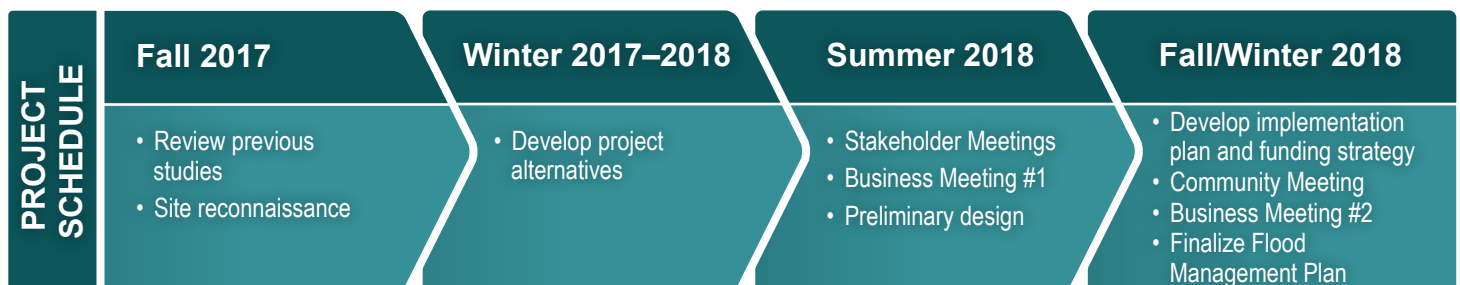 PROJECT
SCHEDULE
Fall 2017
• Review previous
studies
• Site reconnaissance
Winter 2017–2018
• Develop project
alternatives
Summer 2018
• Stakeholder Meetings
• Business Meeting #1
• Preliminary design
Fall/Winter 2018
• Develop implementation
plan and funding strategy
• Community Meeting
• Business Meeting #2
• Finalize Flood
Management Plan